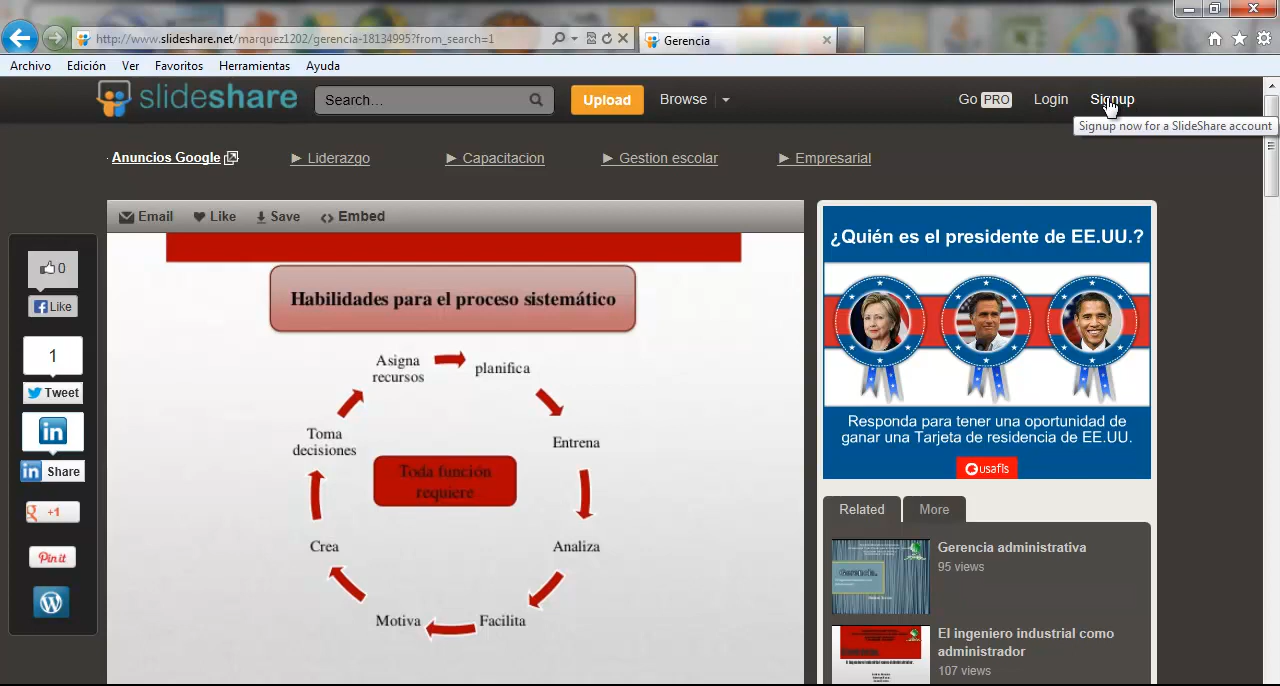 http://www.slideshare.net/marquez1202/gerencia-18134995?from_search=1
Gerencia
Archivo Edición Ver Favoritos Herramientas Ayuda
slideshare
Search...
Upload
Browse
Go PRO
Login
Signup
Signup now for a SlideShare account
Anuncios Google
Liderazgo
Capacitacion
Gestion escolar
Empresarial
Email Like Save Embed
0
Like
1
Tweet
in
in Share
g +1
Pin it
Habilidades para el proceso sistemático
Asigna
recursos
planifica
Entrena
Analiza
Facilita
Motiva
Crea
Toma
decisiones
Toda función
requiere
¿Quién es el presidente de EE.UU.?
Responda para tener una oportunidad de
ganar una Tarjeta de residencia de EE.UU.
usafis
Related More
Gerencia administrativa
95 views
El ingeniero industrial como
administrador
107 views